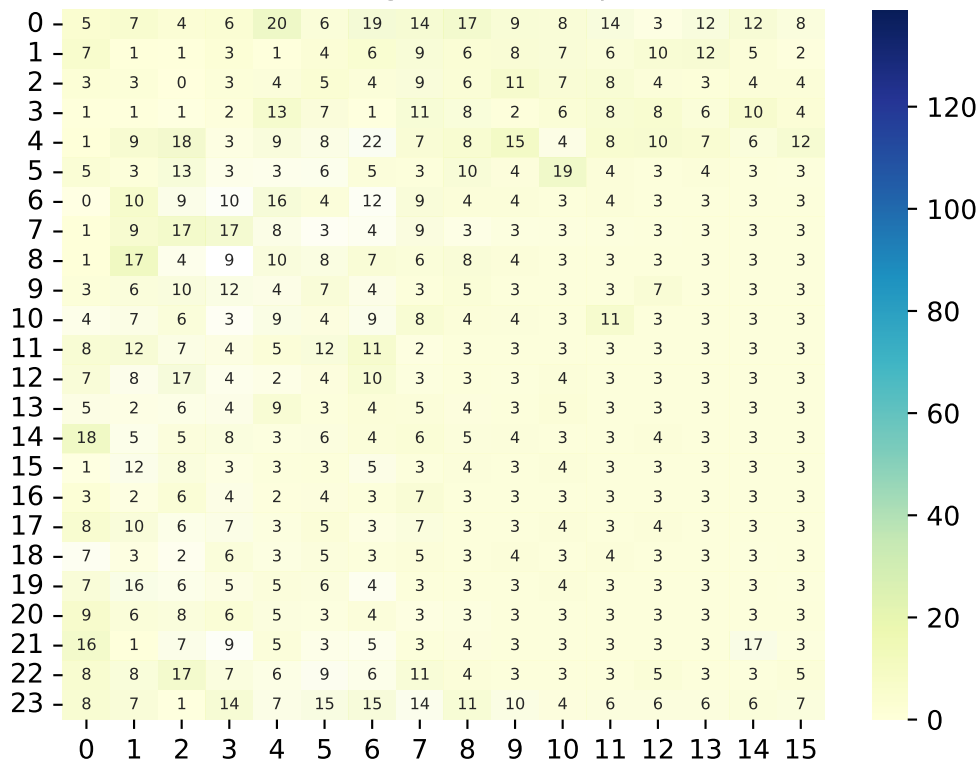 0 5 7 4 6 20 6 19 14 17 9 8 14 3 12 12 8
1 7 1 1 3 1 4 6 9 6 8 7 6 10 12 5 2
2 3 3 0 3 4 5 4 9 6 11 7 8 4 3 4 4
3 1 1 1 2 13 7 1 11 8 2 6 8 8 6 10 4
4 1 9 18 3 9 8 22 7 8 15 4 8 10 7 6 12
5 5 3 13 3 3 6 5 3 10 4 19 4 3 4 3 3
6 0 10 9 10 16 4 12 9 4 4 3 4 3 3 3 3
7 1 9 17 17 8 3 4 9 3 3 3 3 3 3 3 3
8 1 17 4 9 10 8 7 6 8 4 3 3 3 3 3 3
9 3 6 10 12 4 7 4 3 5 3 3 3 7 3 3 3
10 4 7 6 3 9 4 9 8 4 4 3 11 3 3 3 3
11 8 12 7 4 5 12 11 2 3 3 3 3 3 3 3 3
12 7 8 17 4 2 4 10 3 3 3 4 3 3 3 3 3
13 5 2 6 4 9 3 4 5 4 3 5 3 3 3 3 3
14 18 5 5 8 3 6 4 6 5 4 3 3 4 3 3 3
15 1 12 8 3 3 3 5 3 4 3 4 3 3 3 3 3
16 3 2 6 4 2 4 3 7 3 3 3 3 3 3 3 3
17 8 10 6 7 3 5 3 7 3 3 4 3 4 3 3 3
18 7 3 2 6 3 5 3 5 3 4 3 4 3 3 3 3
19 7 16 6 5 5 6 4 3 3 3 4 3 3 3 3 3
20 9 6 8 6 5 3 4 3 3 3 3 3 3 3 3 3
21 16 1 7 9 5 3 5 3 4 3 3 3 3 3 17 3
22 8 8 17 7 6 9 6 11 4 3 3 3 5 3 3 5
23 8 7 1 14 7 15 15 14 11 10 4 6 6 6 6 7
0 1 2 3 4 5 6 7 8 9 10 11 12 13 14 15
120
100
80
60
40
20
0